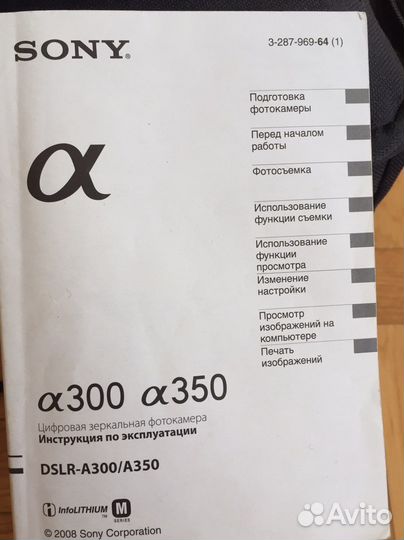 SONY®
3-287-969-64 (1)
Подготовка
фотокамеры
Перед началом
работы
Фотосъемка
Использование
функции съемки
Использование
функции
просмотра
Изменение
настройки
Просмотр
изображений на
компьютере
Печать
изображений
α
α300 α350
Цифровая зеркальная фотокамера
Инструкция по эксплуатации
DSLR-A300/A350
InfoLITHIUM™ M
SERIES
© 2008 Sony Corporation
Avito